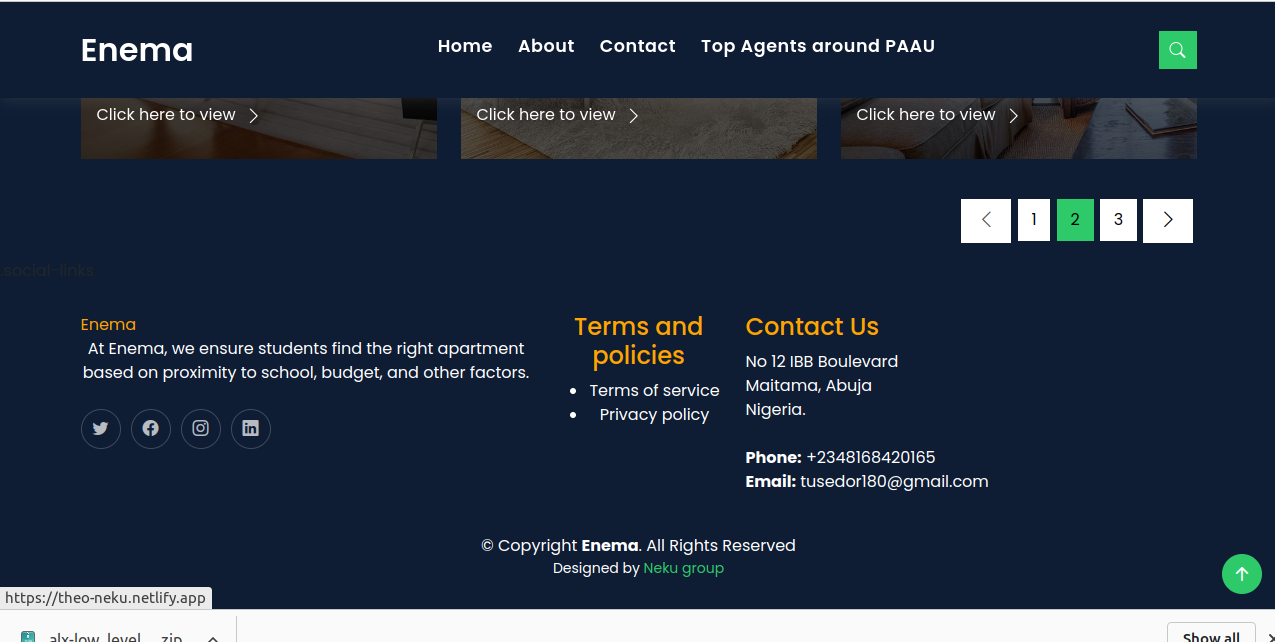 Enema
Home About Contact Top Agents around PAAU
Click here to view
Click here to view
Click here to view
1 2 3
.social-links
Enema
At Enema, we ensure students find the right apartment
based on proximity to school, budget, and other factors.
Terms and
policies
• Terms of service
• Privacy policy
Contact Us
No 12 IBB Boulevard
Maitama, Abuja
Nigeria.
Phone: +2348168420165
Email: tusedor180@gmail.com
© Copyright Enema. All Rights Reserved
Designed by Neku group
https://theo-neku.netlify.app
alx-low_level....zip
Show all